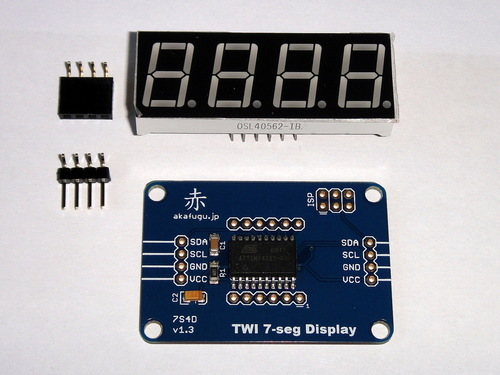 OSL40562-IB
赤
akafugu.jp
ISP
SDA
SCL
GND
VCC
C1
R1
SDA
SCL
GND
VCC
C2
1
7S4D
v1.3
TWI 7-seg Display